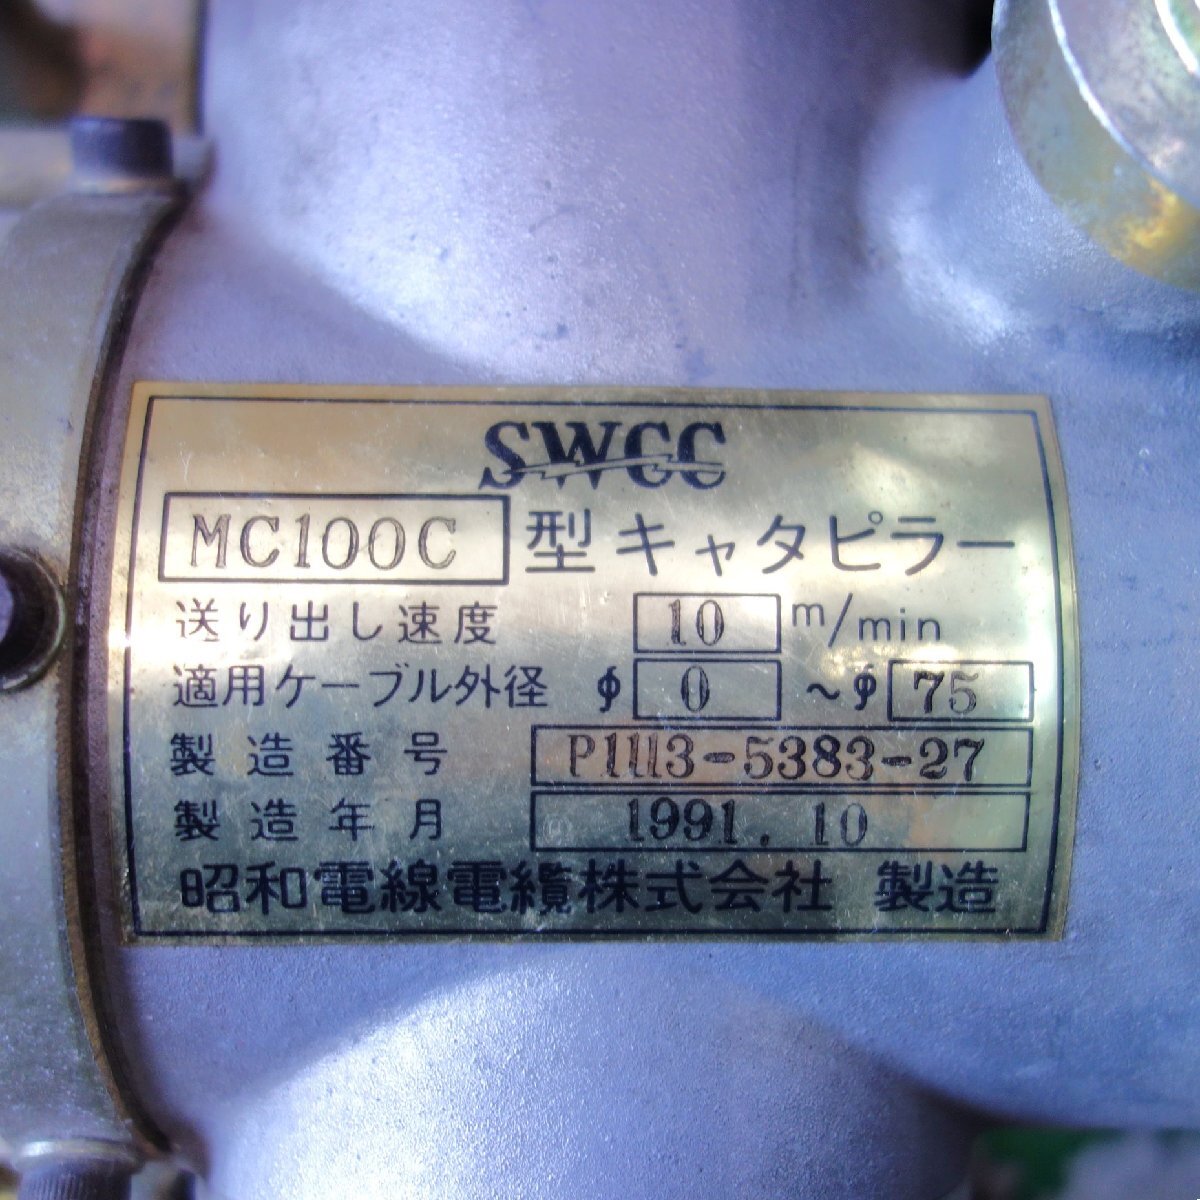 SWCC
MC100C 型キャタピラー
送り出し速度 10 m/min
適用ケーブル外径 φ 0 ~φ 75
製造番号 P1113-5383-27
製造年月 1991.10
昭和電線電纜株式会社 製造